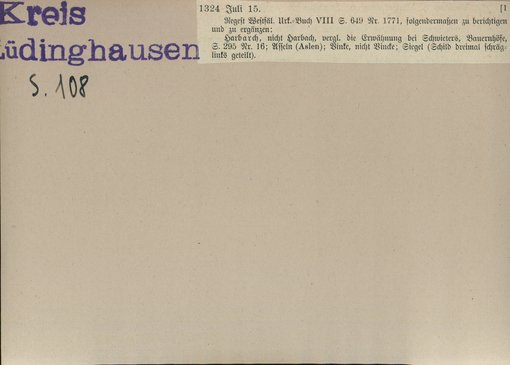 Kreis
Lüdinghausen
S. 108
1324 Juli 15. [1
Regest Westfäl. Urk.-Buch VIII S. 649 Nr. 1771, folgendermaßen zu berichtigen
und zu ergänzen:
Harbarch, nicht Harbach, vergl. die Erwähnung bei Schwieters, Bauernhöfe,
S. 295 Nr. 16; Asseln (Aslen); Vinke, nicht Vincke; Siegel (Schild dreimal schräg-
links geteilt).